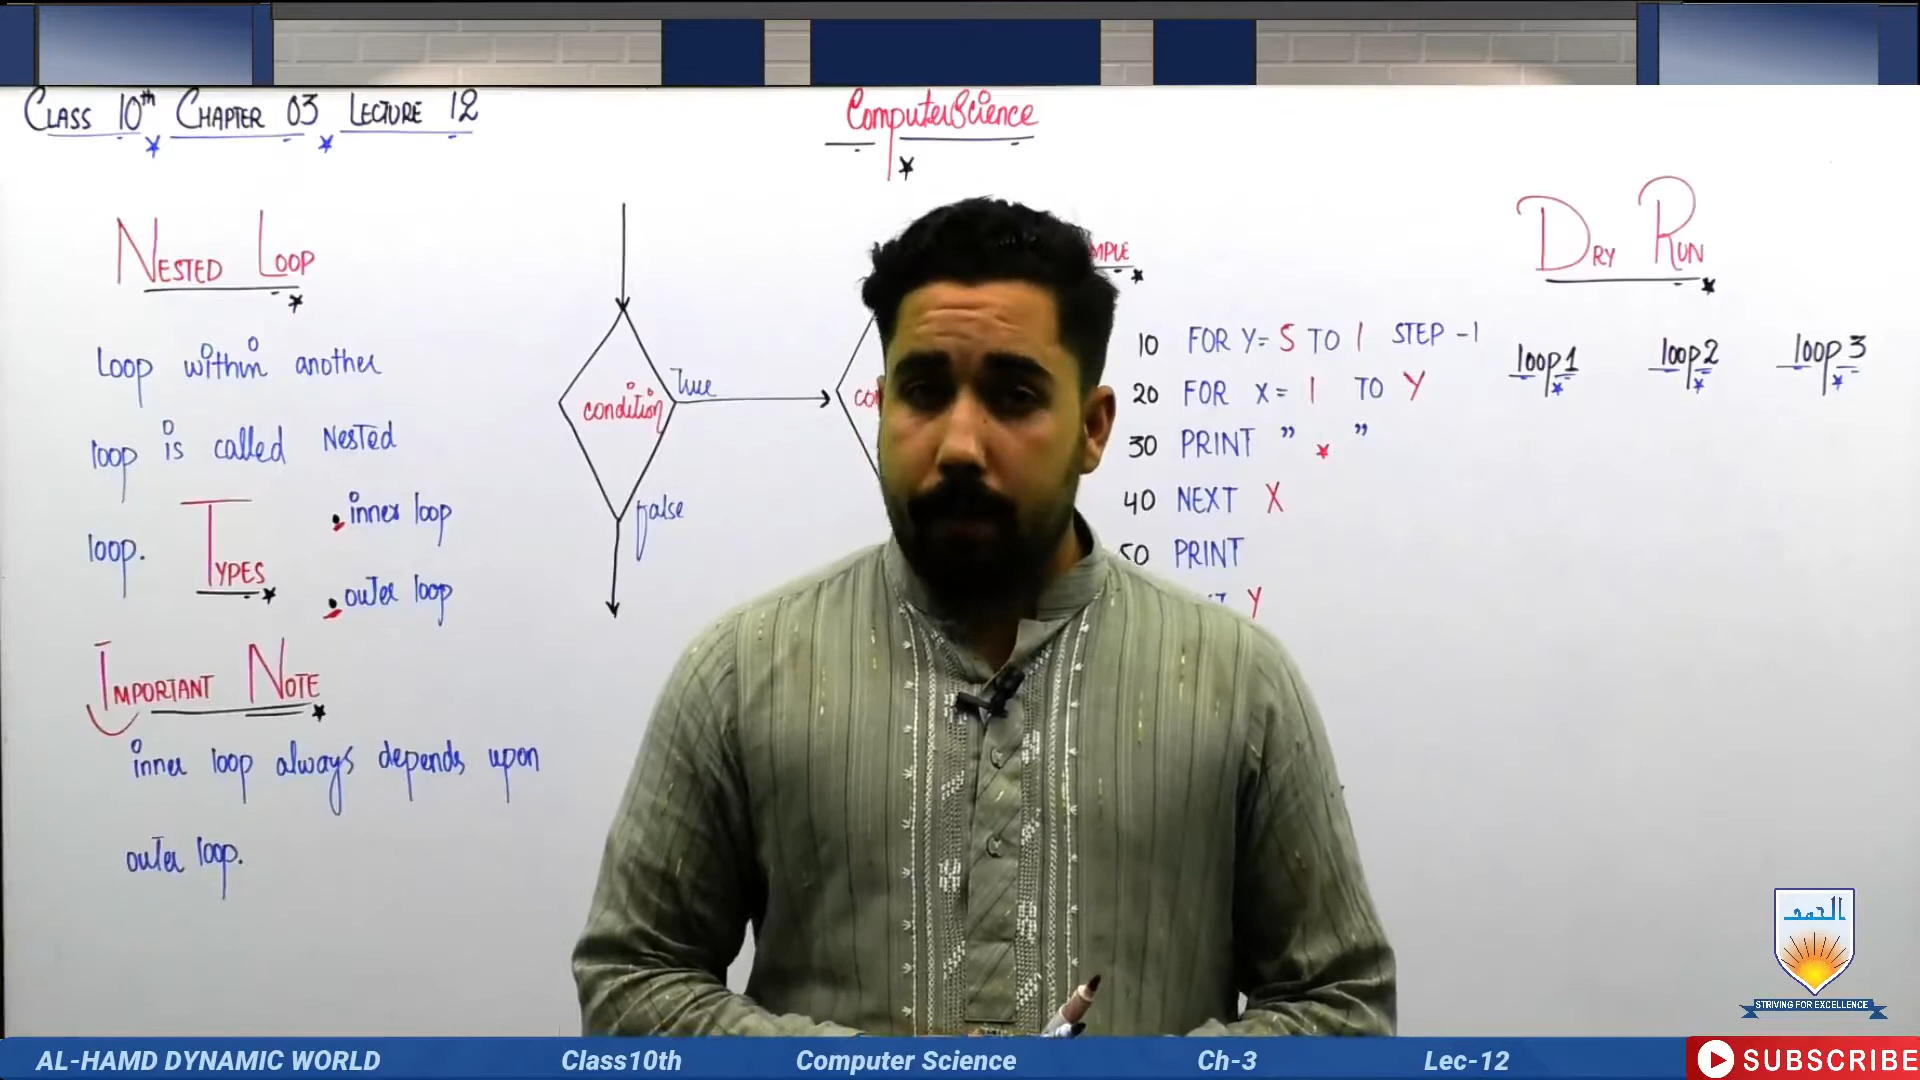 CLASS 10th CHAPTER 03 LECTURE 12
Computer Science
NESTED LOOP
Loop within another
loop is called Nested
loop.
TYPES
inner loop
outer loop
IMPORTANT NOTE
inner loop always depends upon
outer loop.
condition
True
false
10 FOR Y= 5 TO 1 STEP -1
20 FOR X= 1 TO Y
30 PRINT " * "
40 NEXT X
50 PRINT
Y
DRY RUN
loop1 loop2 loop3
الحمد
STRIVING FOR EXCELLENCE
AL-HAMD DYNAMIC WORLD Class10th Computer Science Ch-3 Lec-12 SUBSCRIBE